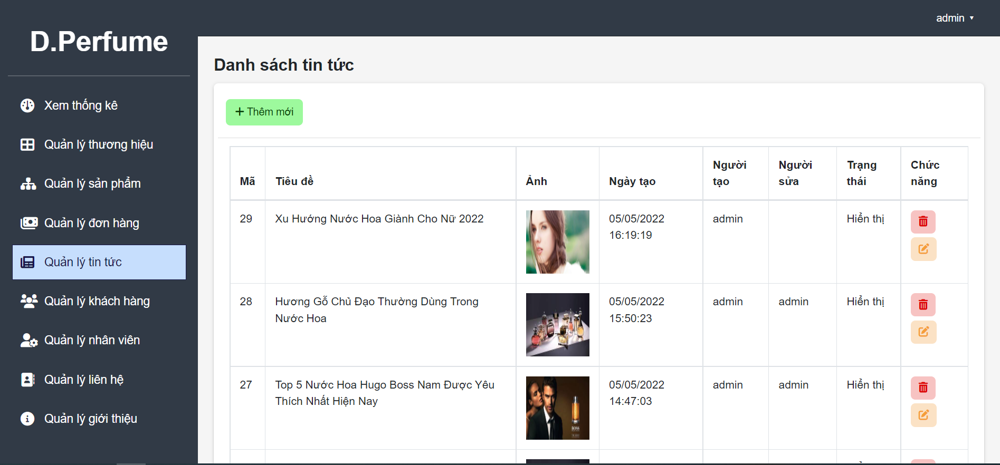 admin
D.Perfume
Xem thống kê
Quản lý thương hiệu
Quản lý sản phẩm
Quản lý đơn hàng
Quản lý tin tức
Quản lý khách hàng
Quản lý nhân viên
Quản lý liên hệ
Quản lý giới thiệu
Danh sách tin tức
Thêm mới
Mã Tiêu đề Ảnh Ngày tạo Người tạo Người sửa Trạng thái Chức năng
29 Xu Hướng Nước Hoa Giành Cho Nữ 2022 05/05/2022 admin Hiển thị
16:19:19
28 Hương Gỗ Chủ Đạo Thường Dùng Trong 05/05/2022 admin admin Hiển thị
Nước Hoa 15:50:23
27 Top 5 Nước Hoa Hugo Boss Nam Được Yêu 05/05/2022 admin admin Hiển thị
Thích Nhất Hiện Nay 14:47:03
BOSS